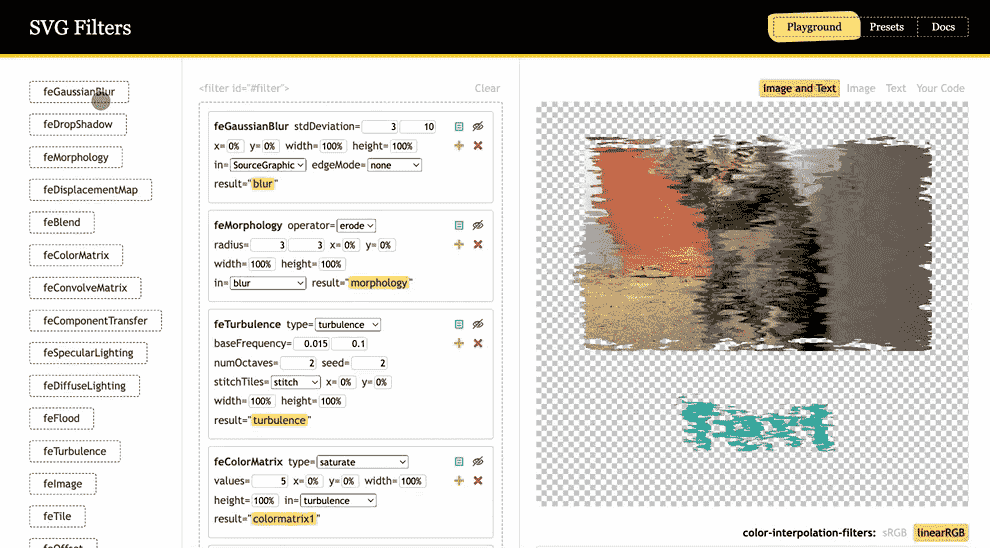 SVG Filters
Playground Presets Docs
feGaussianBlur
feDropShadow
feMorphology
feDisplacementMap
feBlend
feColorMatrix
feConvolveMatrix
feComponentTransfer
feSpecularLighting
feDiffuseLighting
feFlood
feTurbulence
feImage
feTile
feOffset
<filter id="#filter"> Clear
feGaussianBlur stdDeviation= 3 10
x= 0% y= 0% width= 100% height= 100%
in= SourceGraphic edgeMode= none
result="blur"
feMorphology operator= erode
radius= 3 3 x= 0% y= 0%
width= 100% height= 100%
in= blur result="morphology"
feTurbulence type= turbulence
baseFrequency= 0.015 0.1
numOctaves= 2 seed= 2
stitchTiles= stitch x= 0% y= 0%
width= 100% height= 100%
result="turbulence"
feColorMatrix type= saturate
values= 5 x= 0% y= 0% width= 100%
height= 100% in= turbulence
result="colormatrix1"
Image and Text Image Text Your Code
Text
color-interpolation-filters: sRGB linearRGB